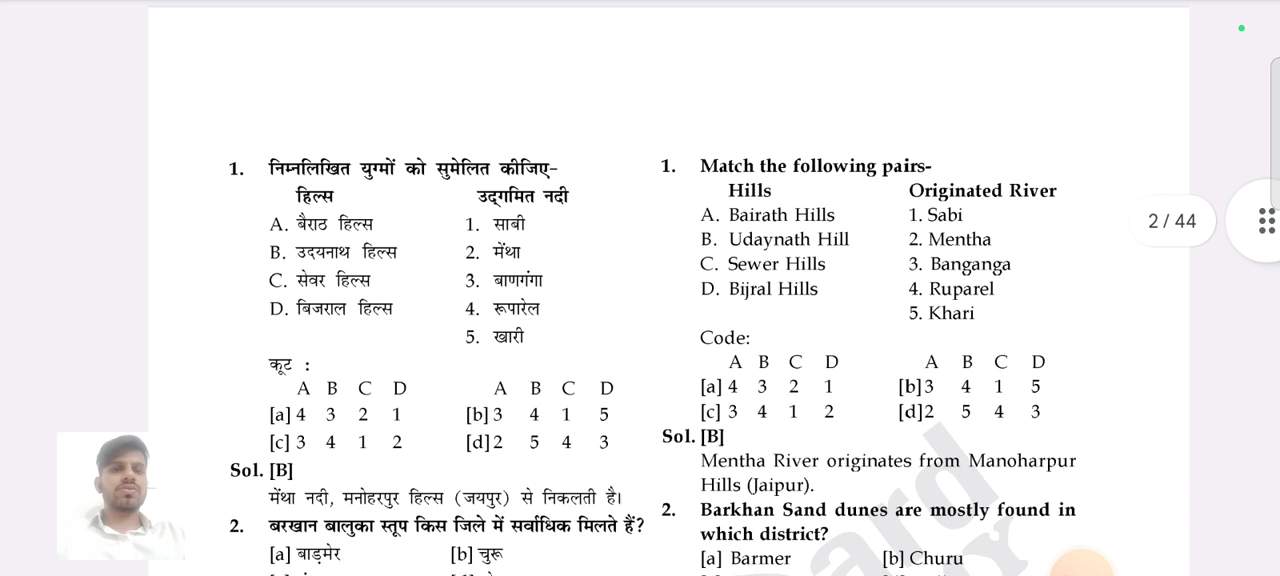 1. निम्नलिखित युग्मों को सुमेलित कीजिए-
हिल्स उद्गमित नदी
A. बैराठ हिल्स 1. साबी
B. उदयनाथ हिल्स 2. मेंथा
C. सेवर हिल्स 3. बाणगंगा
D. बिजराल हिल्स 4. रूपारेल
5. खारी
कूट :
A B C D A B C D
[a] 4 3 2 1 [b] 3 4 1 5
[c] 3 4 1 2 [d] 2 5 4 3
Sol. [B]
मेंथा नदी, मनोहरपुर हिल्स (जयपुर) से निकलती है।
2. बरखान बालुका स्तूप किस जिले में सर्वाधिक मिलते हैं?
[a] बाड़मेर [b] चुरू
1. Match the following pairs-
Hills Originated River
A. Bairath Hills 1. Sabi
B. Udaynath Hill 2. Mentha
C. Sewer Hills 3. Banganga
D. Bijral Hills 4. Ruparel
5. Khari
Code:
A B C D A B C D
[a] 4 3 2 1 [b] 3 4 1 5
[c] 3 4 1 2 [d] 2 5 4 3
Sol. [B]
Mentha River originates from Manoharpur
Hills (Jaipur).
2. Barkhan Sand dunes are mostly found in
which district?
[a] Barmer [b] Churu
2 / 44